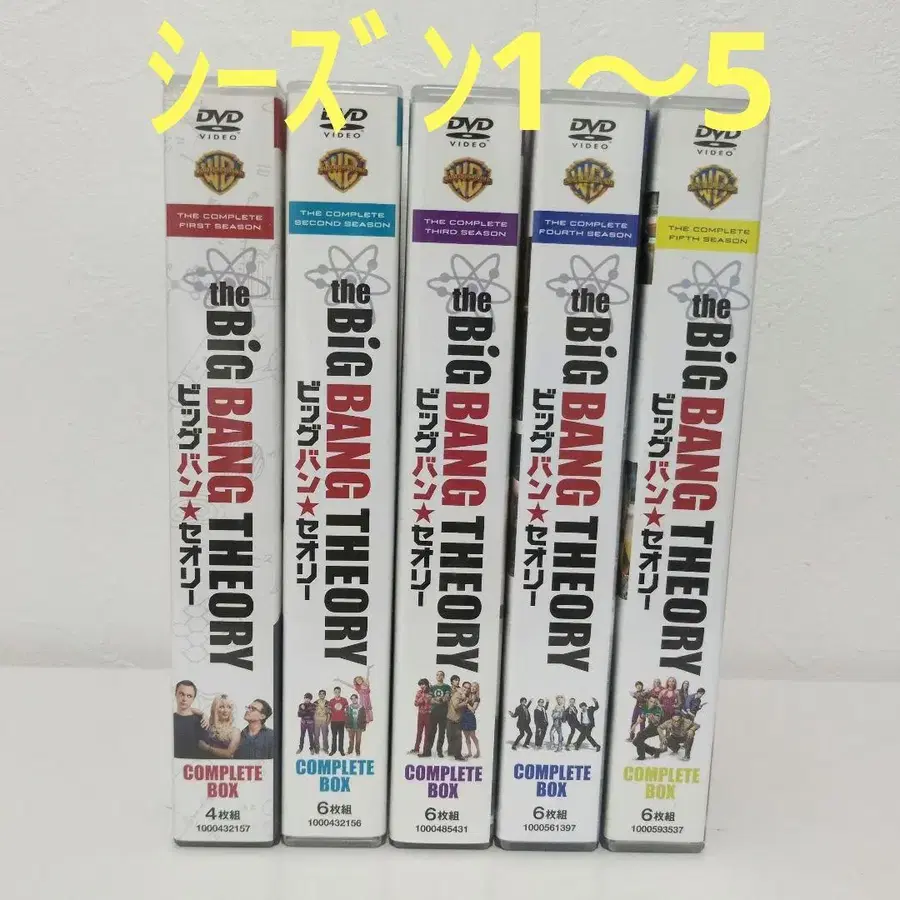 ｼｰｽﾞﾝ1〜5
DVD
VIDEO
WB
THE COMPLETE
FIRST SEASON
the BiG BANG THEORY
ビッグバン★セオリー
COMPLETE
BOX
4枚組
1000432157
DVD
VIDEO
WB
THE COMPLETE
SECOND SEASON
the BiG BANG THEORY
ビッグバン★セオリー
COMPLETE
BOX
6枚組
1000432156
DVD
VIDEO
WB
THE COMPLETE
THIRD SEASON
the BiG BANG THEORY
ビッグバン★セオリー
COMPLETE
BOX
6枚組
1000485431
DVD
VIDEO
WB
THE COMPLETE
FOURTH SEASON
the BiG BANG THEORY
ビッグバン★セオリー
COMPLETE
BOX
6枚組
1000561397
DVD
VIDEO
WB
THE COMPLETE
FIFTH SEASON
the BiG BANG THEORY
ビッグバン★セオリー
COMPLETE
BOX
6枚組
1000593537